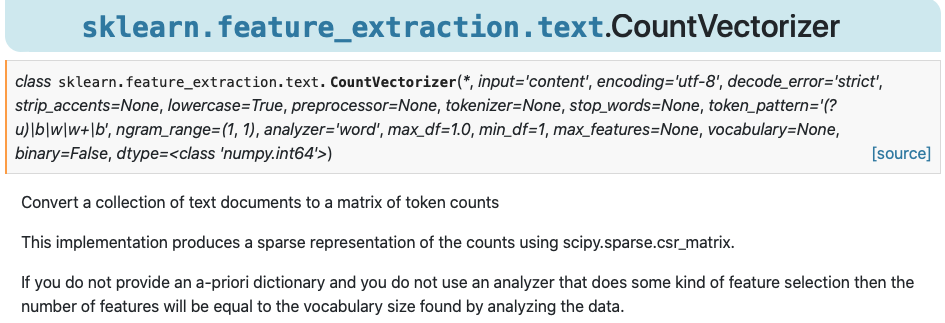 sklearn.feature_extraction.text.CountVectorizer
class sklearn.feature_extraction.text.CountVectorizer(*, input='content', encoding='utf-8', decode_error='strict',
strip_accents=None, lowercase=True, preprocessor=None, tokenizer=None, stop_words=None, token_pattern='(?
u)|b|w|w+|b', ngram_range=(1, 1), analyzer='word', max_df=1.0, min_df=1, max_features=None, vocabulary=None,
binary=False, dtype=<class 'numpy.int64'>) [source]
Convert a collection of text documents to a matrix of token counts
This implementation produces a sparse representation of the counts using scipy.sparse.csr_matrix.
If you do not provide an a-priori dictionary and you do not use an analyzer that does some kind of feature selection then the
number of features will be equal to the vocabulary size found by analyzing the data.